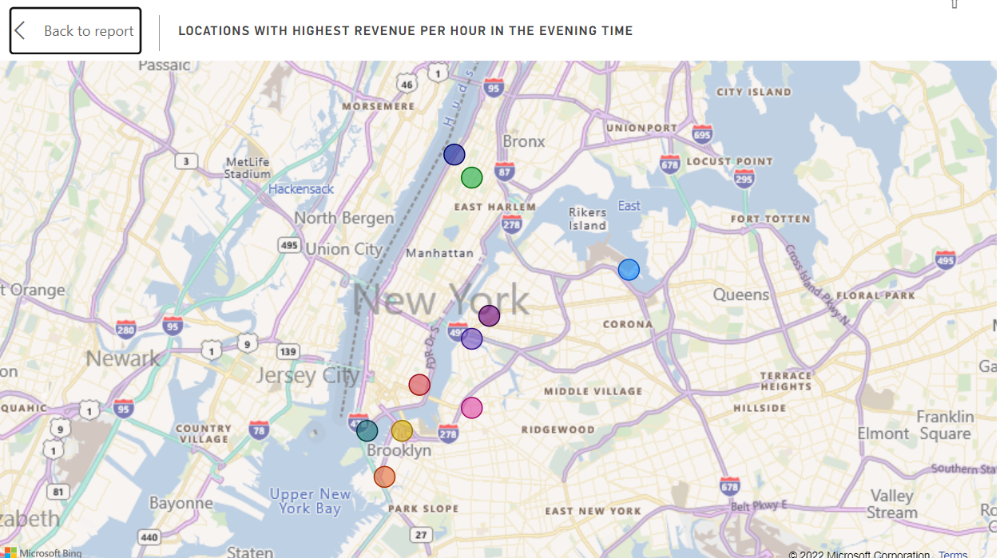 Back to report
LOCATIONS WITH HIGHEST REVENUE PER HOUR IN THE EVENING TIME
Passaic
1
46
95
CITY ISLAND
MORSEMERE
Huds
UNIONPORT
695
Bronx
3
MetLife
Stadium
678
LOCUST POINT
87
295
Hackensack
EAST HARLEM
East
Rikers
Island
North Bergen
278
FORT TOTTEN
495
Union City
Manhattan
Cross Island Pkwy N
495
t Orange
New York
Queens
FLORAL PARK
280
95
CORONA
FDR Dr S
1
9
139
Newark
Jersey City
on
Ga
TERRACE
HEIGHTS
MIDDLE VILLAGE
QUAHIC
1
95
HILLSIDE
Franklin
Square
9
COUNTRY
VILLAGE
78
278
RIDGEWOOD
Elmont
1
Brooklyn
Southern Sta
81
678
Upper New
York Bay
Bayonne
PARK SLOPE
EAST NEW YORK
Belt Pkwy E
Valley
Stream
Ro
zabeth
440
27
C
Staten
Microsoft Bing
© 2022 Microsoft Corporation
Terms